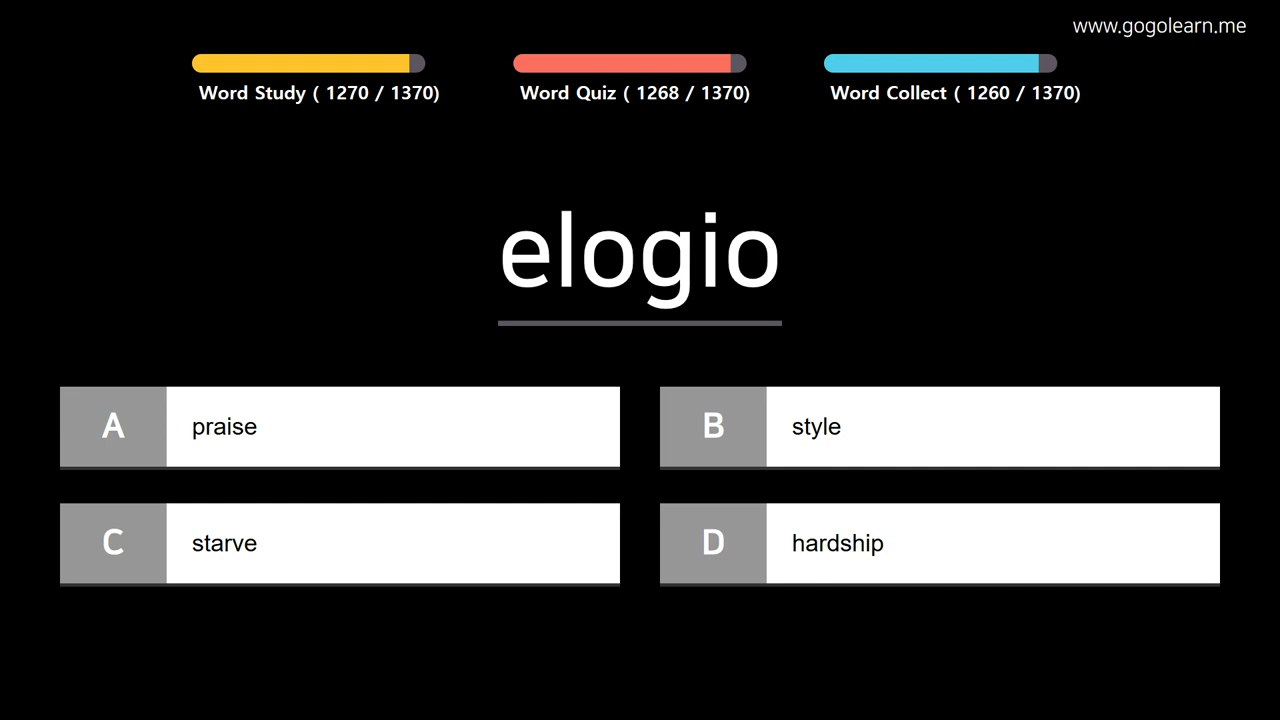 www.gogolearn.me
Word Study ( 1270 / 1370)
Word Quiz ( 1268 / 1370)
Word Collect ( 1260 / 1370)
elogio
A praise
B style
C starve
D hardship